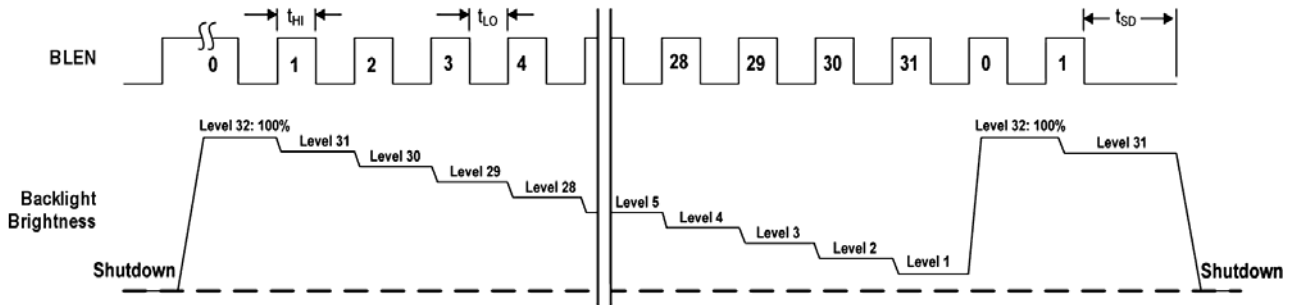 tHI
tLO
tSD
BLEN
0 1 2 3 4 28 29 30 31 0 1
Level 32: 100%
Level 31
Level 30
Level 29
Level 28
Level 5
Level 4
Level 3
Level 2
Level 1
Level 32: 100%
Level 31
Backlight
Brightness
Shutdown
Shutdown